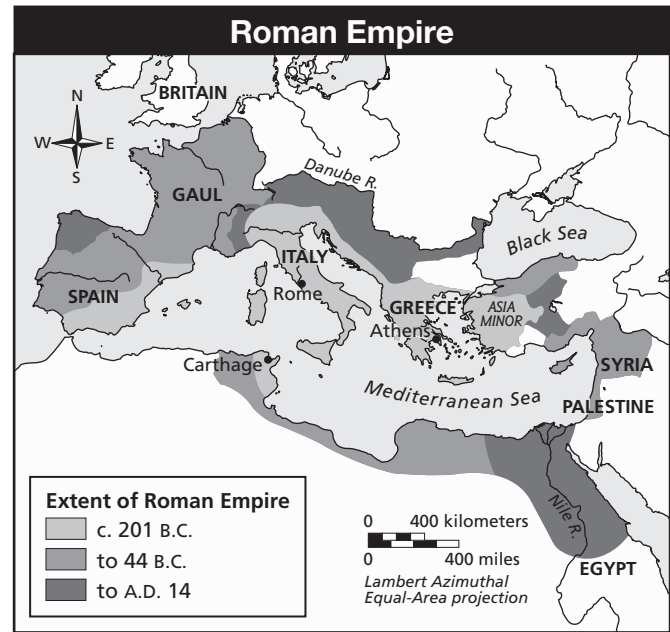 Roman Empire
BRITAIN
N
W E
S
GAUL
Danube R.
Black Sea
ITALY
Rome
SPAIN
GREECE
ASIA
MINOR
Athens
Carthage
SYRIA
Mediterranean Sea
PALESTINE
Nile R.
EGYPT
Extent of Roman Empire
c. 201 B.C.
to 44 B.C.
to A.D. 14
0 400 kilometers
0 400 miles
Lambert Azimuthal
Equal-Area projection